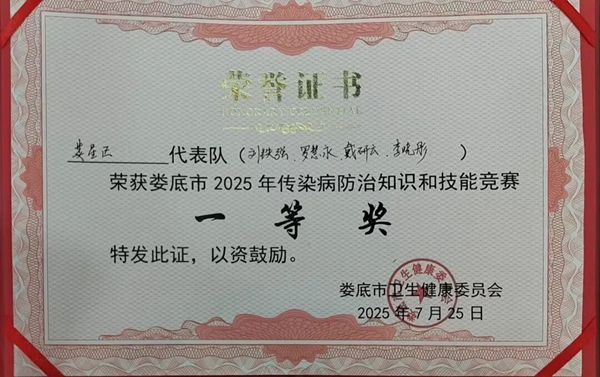 荣誉证书
娄星区代表队（刘铁强、罗慧永、戴研云、李晓彤）
荣获娄底市2025年传染病防治知识和技能竞赛
一等奖
特发此证，以资鼓励。
娄底市卫生健康委员会
2025年7月25日